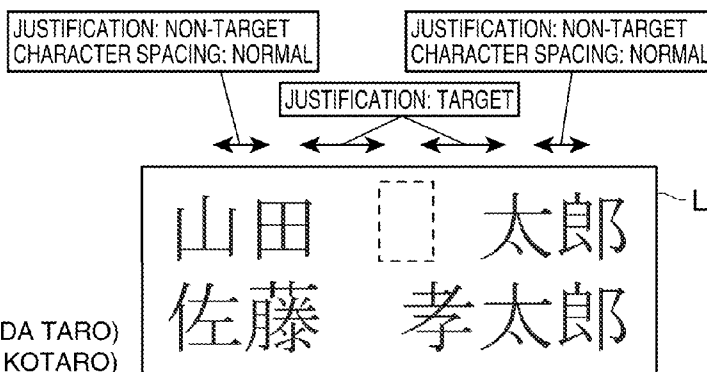 JUSTIFICATION: NON-TARGET
CHARACTER SPACING: NORMAL
JUSTIFICATION: NON-TARGET
CHARACTER SPACING: NORMAL
JUSTIFICATION: TARGET
山田 太郎
L
佐藤 孝太郎
DA TARO)
KOTARO)